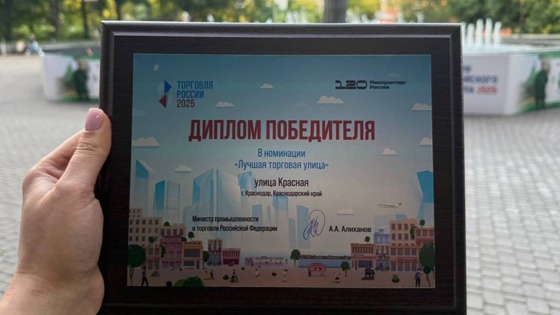 ТОРГОВЛЯ
РОССИИ
2025
120 Минпромторг
России
ДИПЛОМ ПОБЕДИТЕЛЯ
В номинации
«Лучшая торговая улица»
улица Красная
г. Краснодар, Краснодарский край
Министр промышленности
и торговли Российской Федерации
А.А. Алиханов